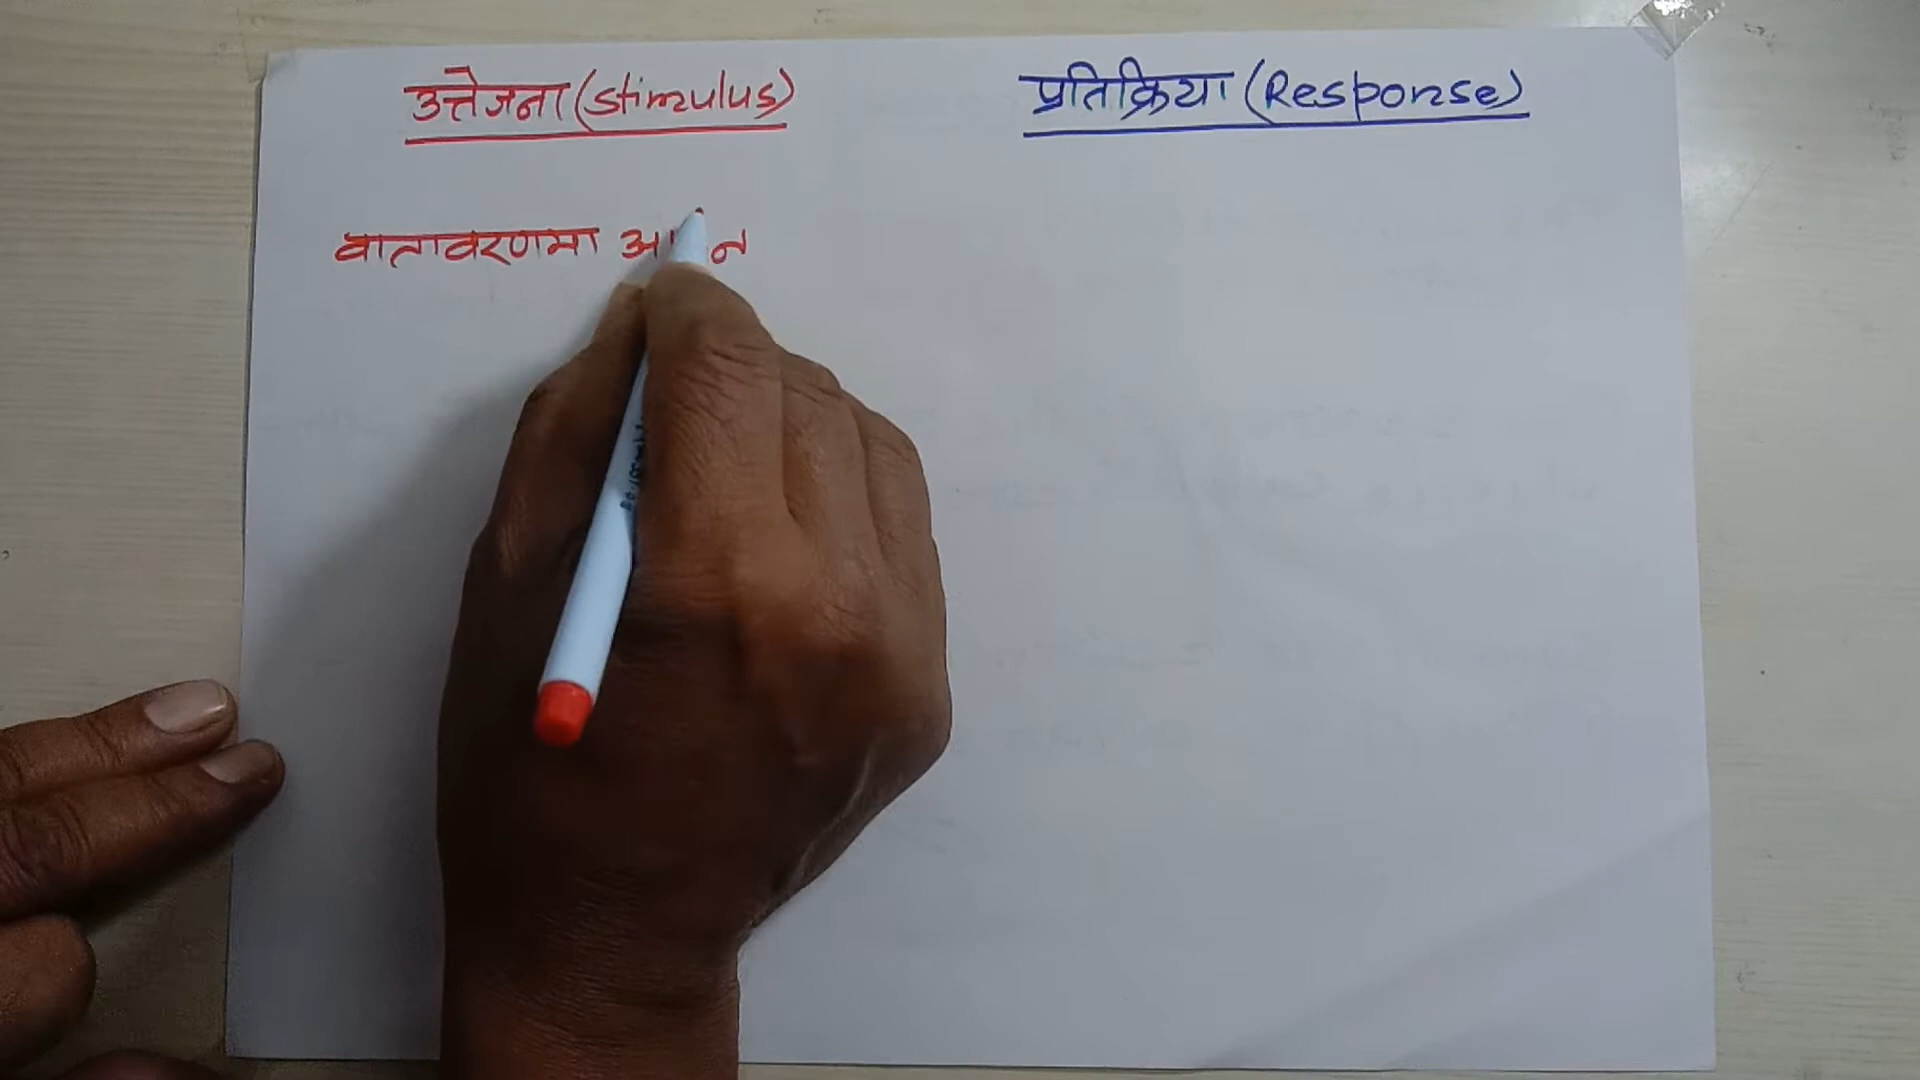 उत्तेजना (Stimulus)
प्रतिक्रिया (Response)
वातावरणमा